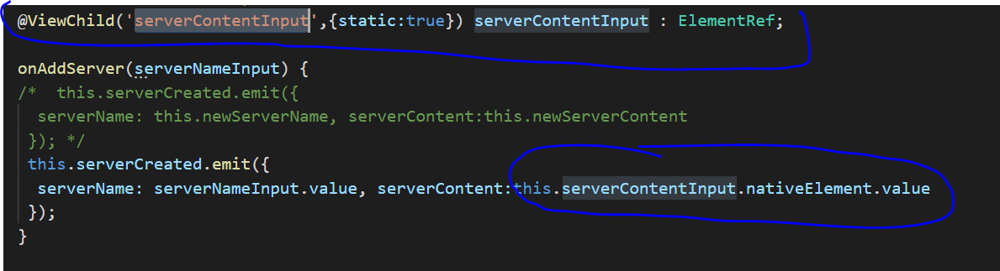 @ViewChild('serverContentInput',{static:true}) serverContentInput : ElementRef;
onAddServer(serverNameInput) {
/*  this.serverCreated.emit({
serverName: this.newServerName, serverContent:this.newServerContent
}); */
this.serverCreated.emit({
serverName: serverNameInput.value, serverContent:this.serverContentInput.nativeElement.value
});
}